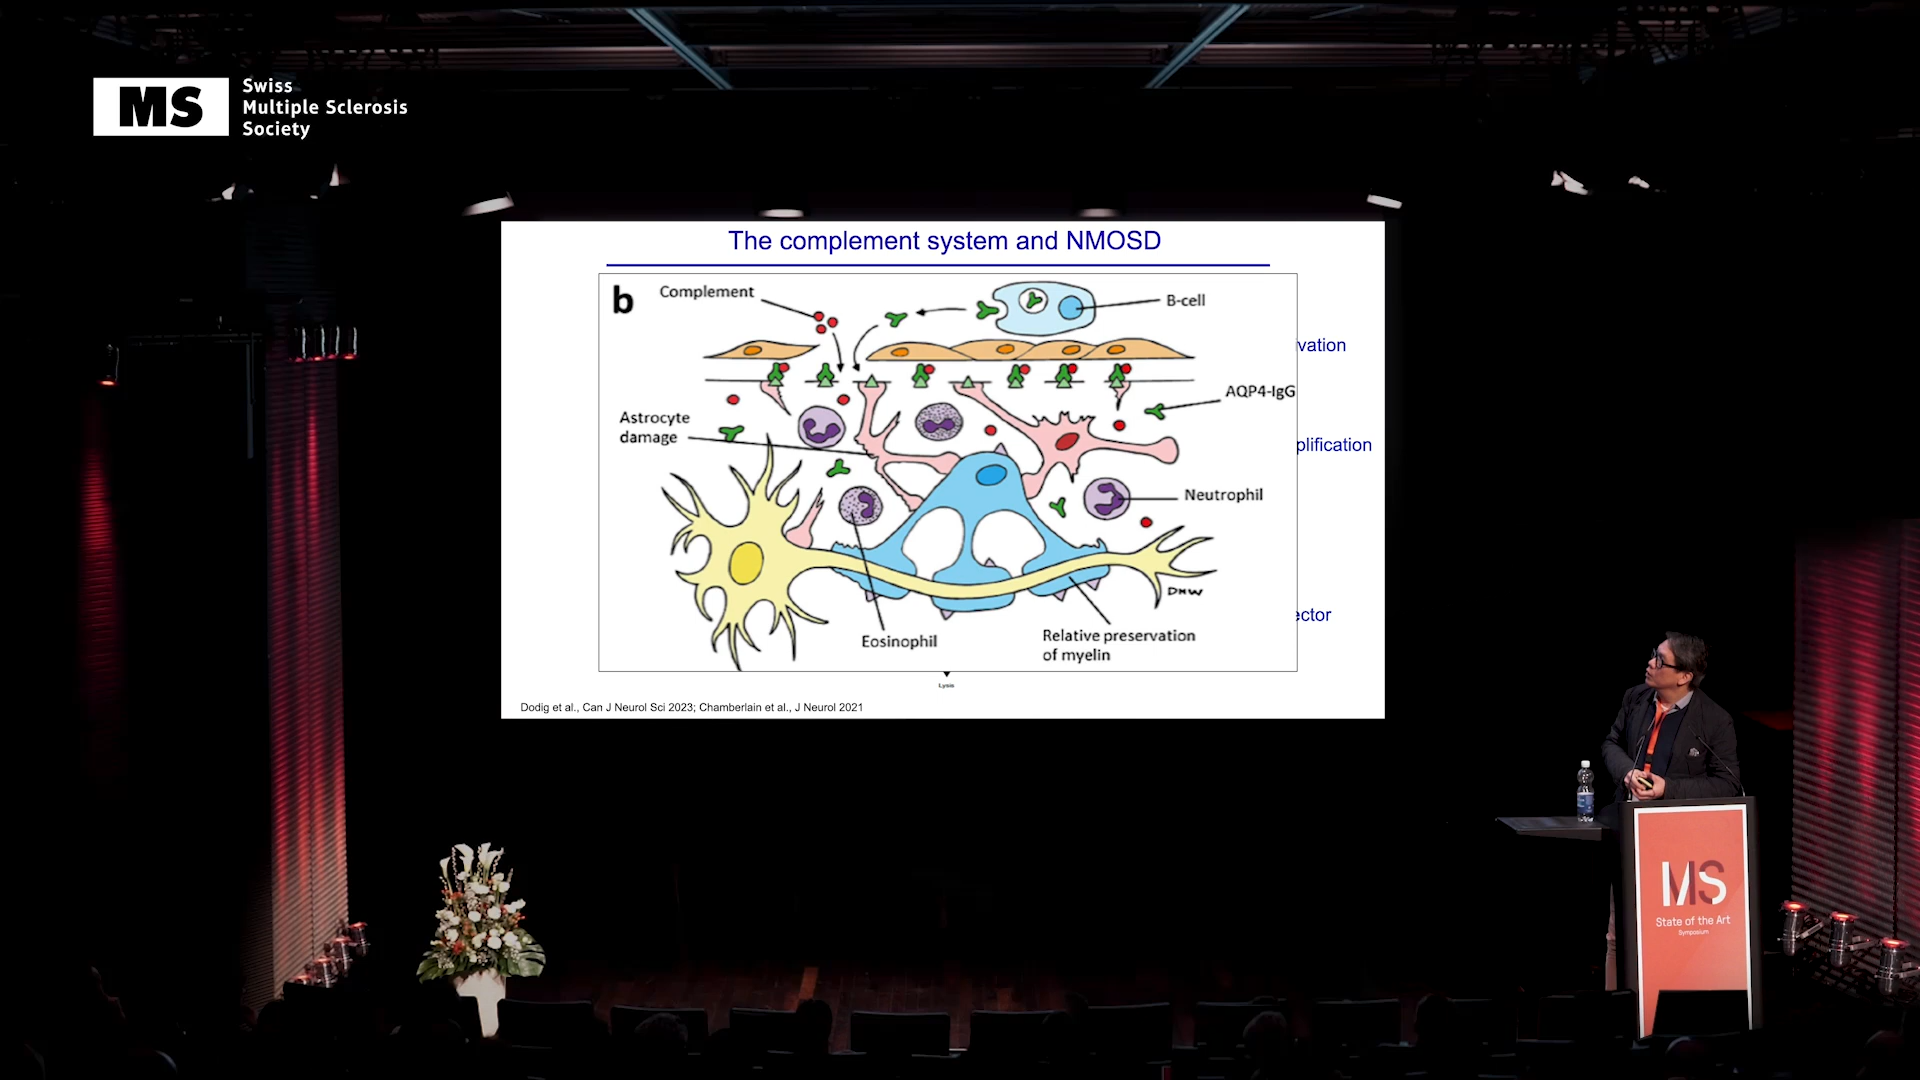 MS
Swiss
Multiple Sclerosis
Society
The complement system and NMOSD
b
Complement
B-cell
vation
AQP4-IgG
Astrocyte
damage
plification
Neutrophil
DHW
ector
Eosinophil
Relative preservation
of myelin
Lysis
Dodig et al., Can J Neurol Sci 2023; Chamberlain et al., J Neurol 2021
MS
State of the Art
Symposium